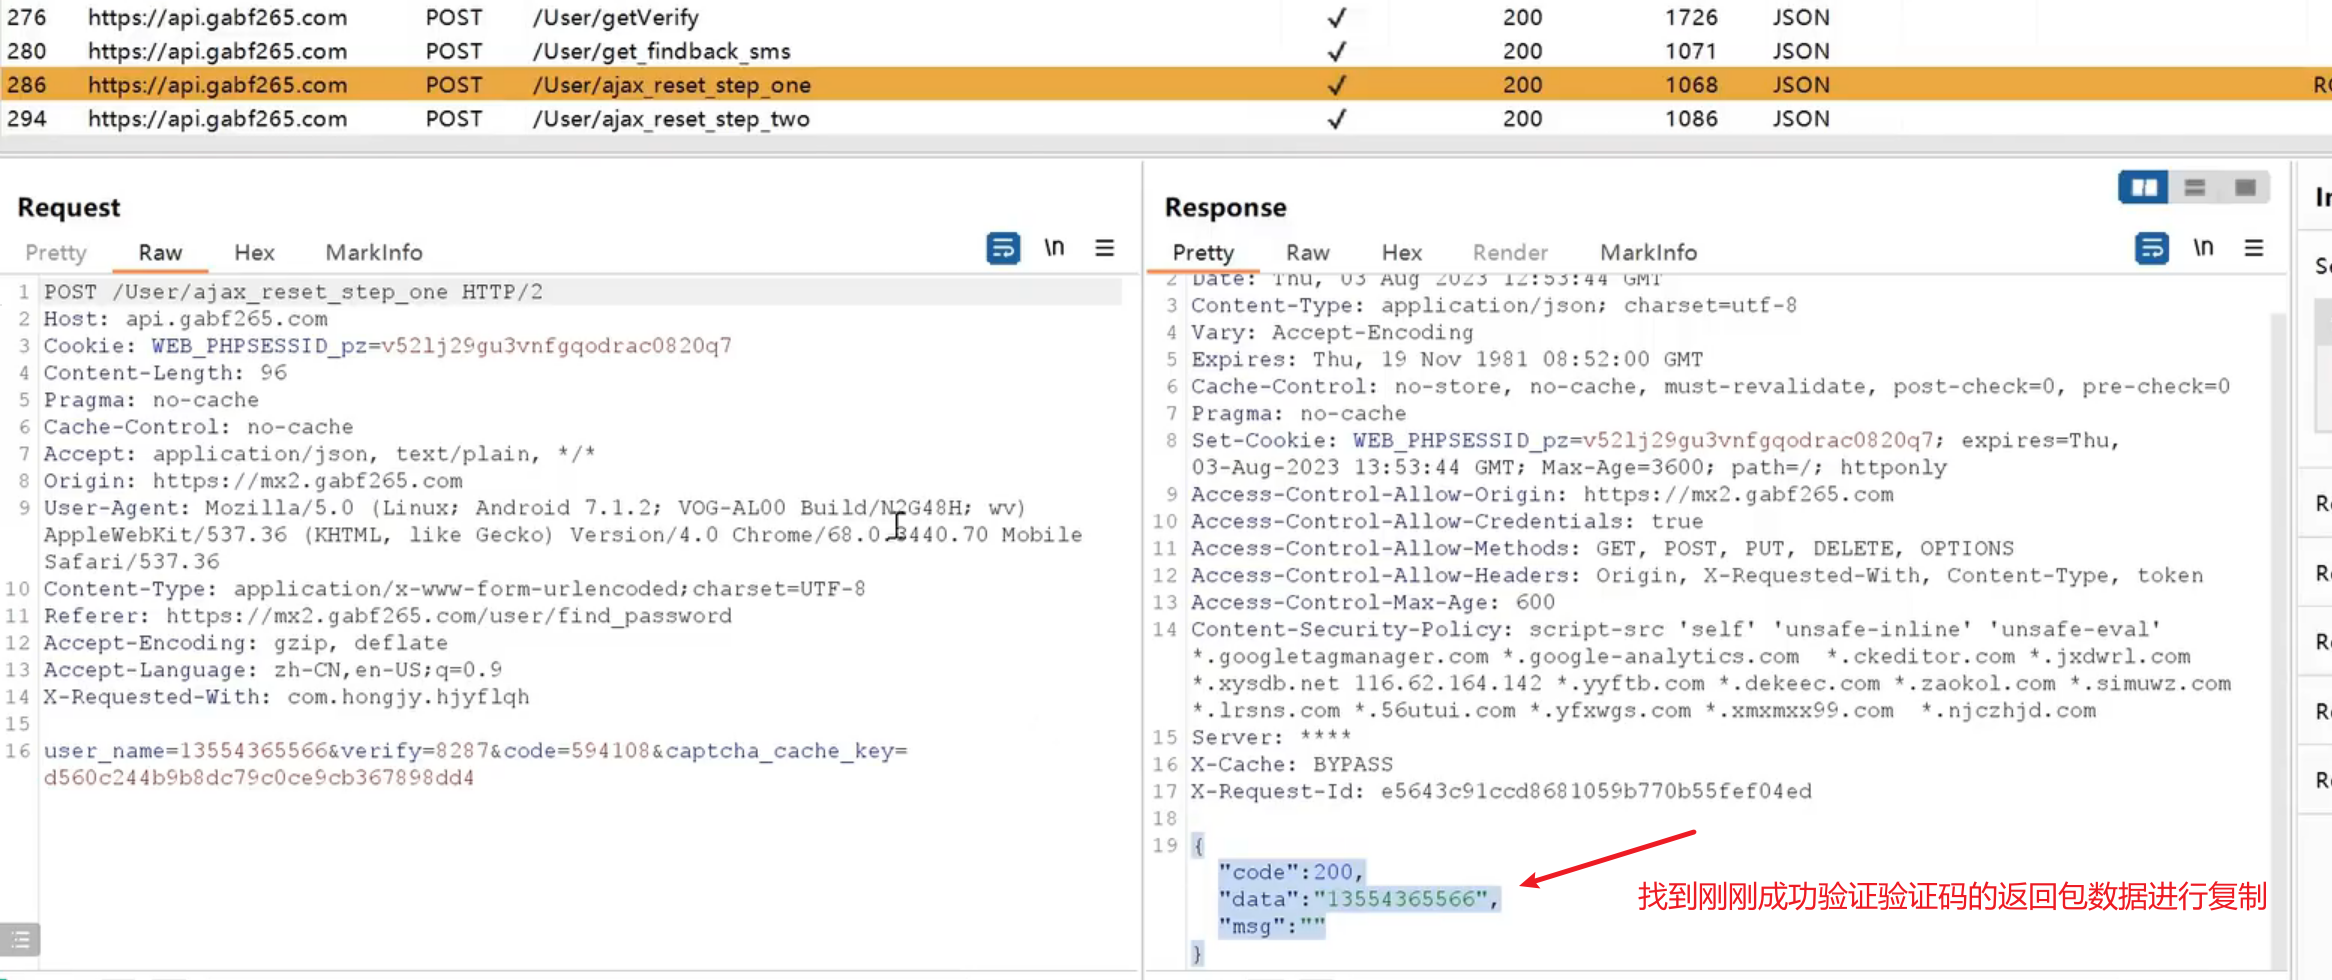 276 https://api.gabf265.com POST /User/getVerify ✓ 200 1726 JSON
280 https://api.gabf265.com POST /User/get_findback_sms ✓ 200 1071 JSON
286 https://api.gabf265.com POST /User/ajax_reset_step_one ✓ 200 1068 JSON
294 https://api.gabf265.com POST /User/ajax_reset_step_two ✓ 200 1086 JSON
Request
Pretty Raw Hex MarkInfo \n
1 POST /User/ajax_reset_step_one HTTP/2
2 Host: api.gabf265.com
3 Cookie: WEB_PHPSESSID_pz=v52lj29gu3vnfgqodrac0820q7
4 Content-Length: 96
5 Pragma: no-cache
6 Cache-Control: no-cache
7 Accept: application/json, text/plain, */*
8 Origin: https://mx2.gabf265.com
9 User-Agent: Mozilla/5.0 (Linux; Android 7.1.2; VOG-AL00 Build/N2G48H; wv)
AppleWebKit/537.36 (KHTML, like Gecko) Version/4.0 Chrome/68.0.3440.70 Mobile
Safari/537.36
10 Content-Type: application/x-www-form-urlencoded;charset=UTF-8
11 Referer: https://mx2.gabf265.com/user/find_password
12 Accept-Encoding: gzip, deflate
13 Accept-Language: zh-CN,en-US;q=0.9
14 X-Requested-With: com.hongjy.hjyflqh
15
16 user_name=13554365566&verify=8287&code=594108&captcha_cache_key=
d560c244b9b8dc79c0ce9cb367898dd4
Response
Pretty Raw Hex Render MarkInfo \n
2 Date: Thu, 03 Aug 2023 12:53:44 GMT
3 Content-Type: application/json; charset=utf-8
4 Vary: Accept-Encoding
5 Expires: Thu, 19 Nov 1981 08:52:00 GMT
6 Cache-Control: no-store, no-cache, must-revalidate, post-check=0, pre-check=0
7 Pragma: no-cache
8 Set-Cookie: WEB_PHPSESSID_pz=v52lj29gu3vnfgqodrac0820q7; expires=Thu,
03-Aug-2023 13:53:44 GMT; Max-Age=3600; path=/; httponly
9 Access-Control-Allow-Origin: https://mx2.gabf265.com
10 Access-Control-Allow-Credentials: true
11 Access-Control-Allow-Methods: GET, POST, PUT, DELETE, OPTIONS
12 Access-Control-Allow-Headers: Origin, X-Requested-With, Content-Type, token
13 Access-Control-Max-Age: 600
14 Content-Security-Policy: script-src 'self' 'unsafe-inline' 'unsafe-eval'
*.googletagmanager.com *.google-analytics.com *.ckeditor.com *.jxdwrl.com
*.xysdb.net 116.62.164.142 *.yyftb.com *.dekeec.com *.zaokol.com *.simuwz.com
*.lrsns.com *.56utui.com *.yfxwgs.com *.xmxmxx99.com *.njczhjd.com
15 Server: ****
16 X-Cache: BYPASS
17 X-Request-Id: e5643c91ccd8681059b770b55fef04ed
18
19 {
"code":200,
"data":"13554365566",
"msg":""
}
找到刚刚成功验证验证码的返回包数据进行复制